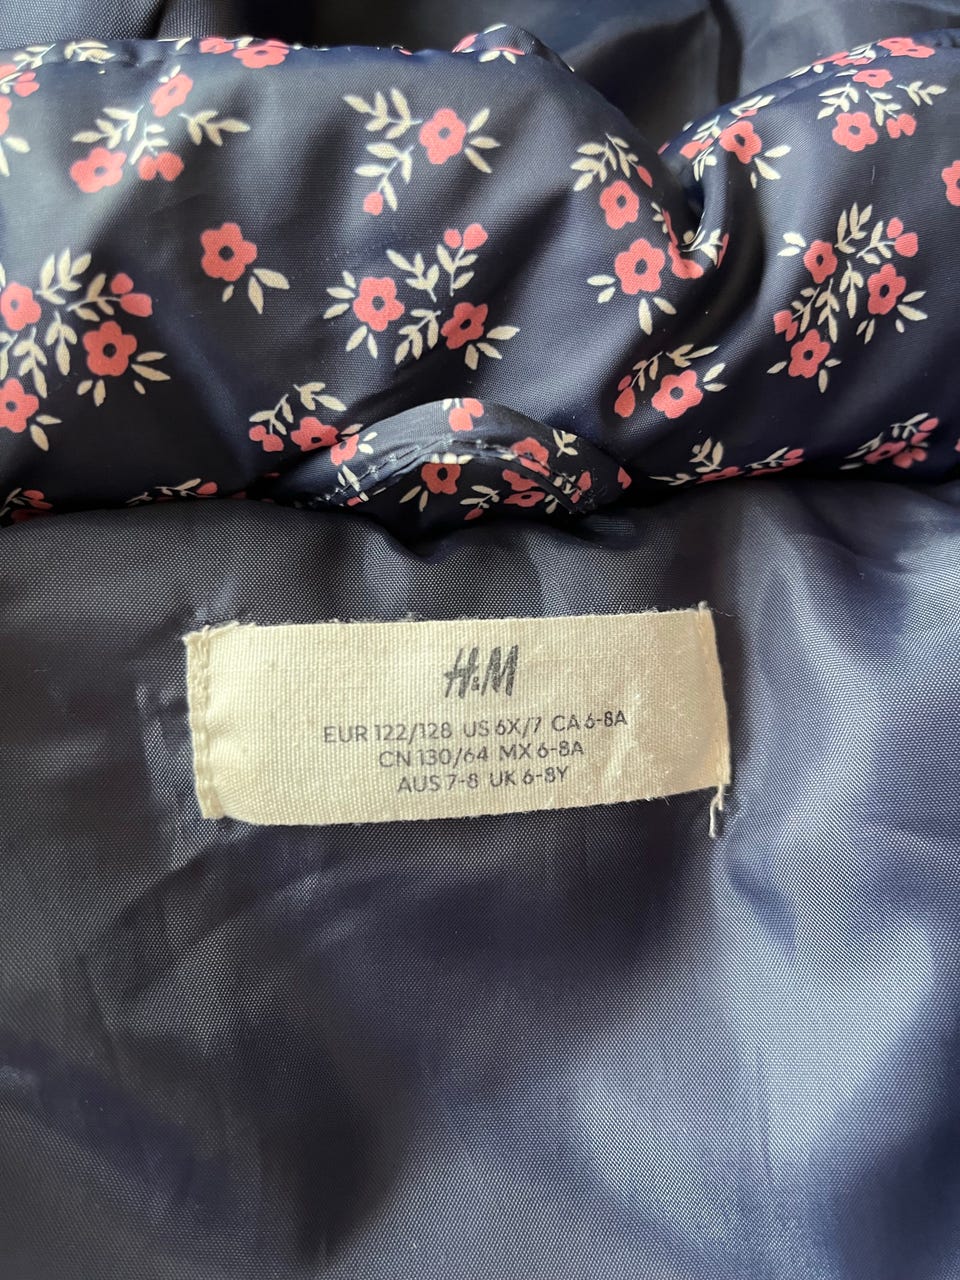 H&M
EUR 122/128 US 6X/7 CA 6-8A
CN 130/64 MX 6-8A
AUS 7-8 UK 6-8Y